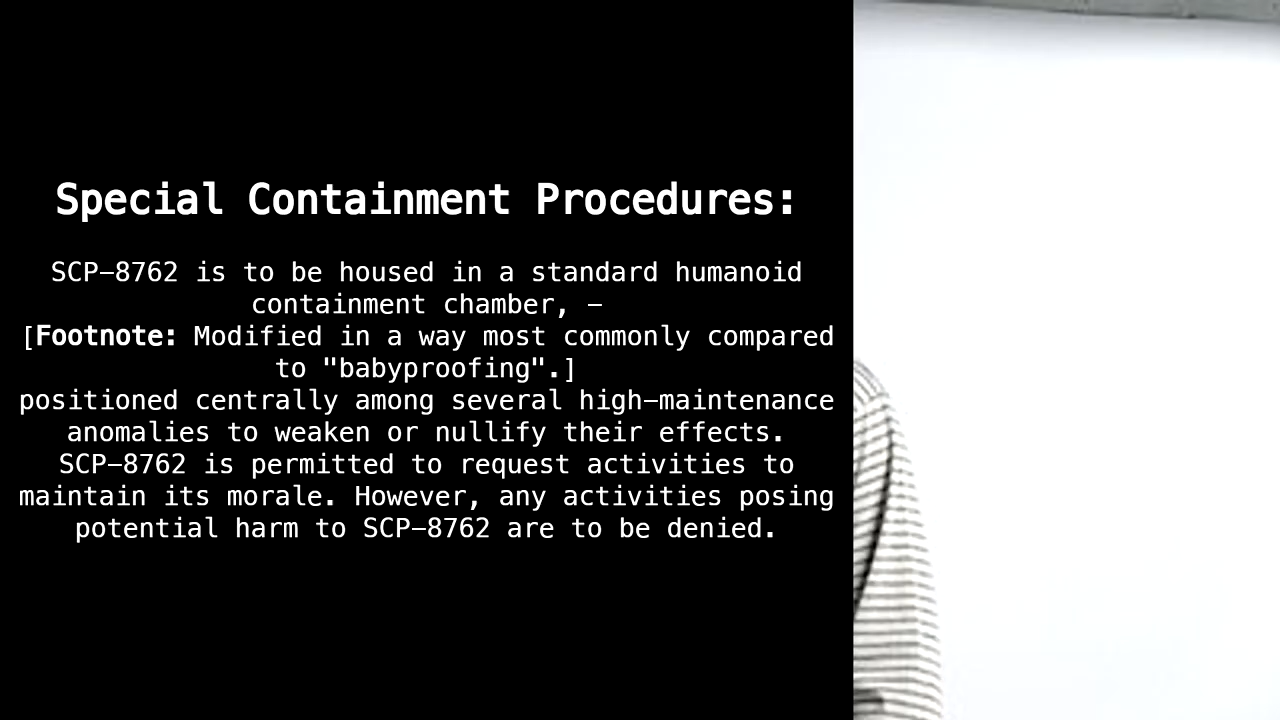 Special Containment Procedures:
SCP–8762 is to be housed in a standard humanoid
containment chamber, –
[Footnote: Modified in a way most commonly compared
to "babyproofing".]
positioned centrally among several high–maintenance
anomalies to weaken or nullify their effects.
SCP–8762 is permitted to request activities to
maintain its morale. However, any activities posing
potential harm to SCP–8762 are to be denied.